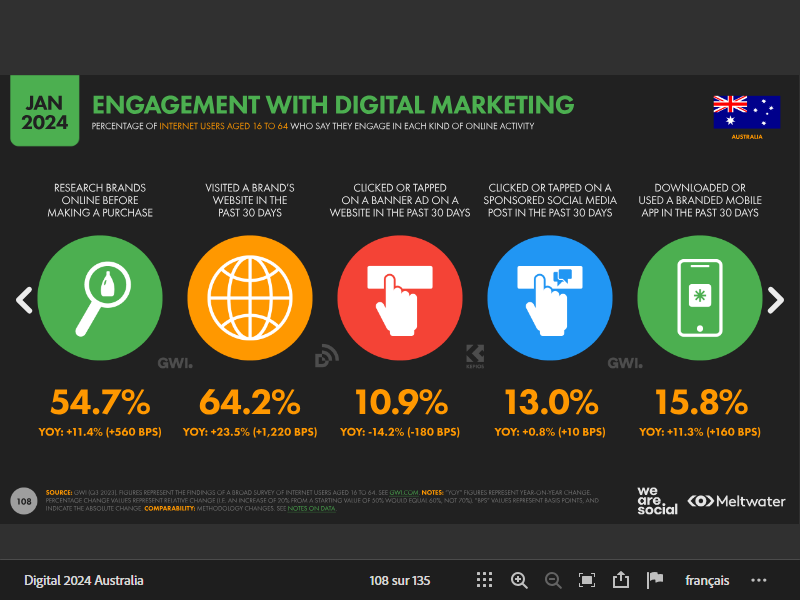 JAN
2024
ENGAGEMENT WITH DIGITAL MARKETING
PERCENTAGE OF INTERNET USERS AGED 16 TO 64 WHO SAY THEY ENGAGE IN EACH KIND OF ONLINE ACTIVITY
AUSTRALIA
RESEARCH BRANDS
ONLINE BEFORE
MAKING A PURCHASE
VISITED A BRAND'S
WEBSITE IN THE
PAST 30 DAYS
CLICKED OR TAPPED
ON A BANNER AD ON A
WEBSITE IN THE PAST 30 DAYS
CLICKED OR TAPPED ON A
SPONSORED SOCIAL MEDIA
POST IN THE PAST 30 DAYS
DOWNLOADED OR
USED A BRANDED MOBILE
APP IN THE PAST 30 DAYS
GWI.
KEPIOS
GWI.
54.7%
YOY: +11.4% (+560 BPS)
64.2%
YOY: +23.5% (+1,220 BPS)
10.9%
YOY: -14.2% (-180 BPS)
13.0%
YOY: +0.8% (+10 BPS)
15.8%
YOY: +11.3% (+160 BPS)
108
SOURCE: GWI (Q3 2023). FIGURES REPRESENT THE FINDINGS OF A BROAD SURVEY OF INTERNET USERS AGED 16 TO 64. SEE GWI.COM. NOTES: "YOY" FIGURES REPRESENT YEAR-ON-YEAR CHANGE.
PERCENTAGE CHANGE VALUES REPRESENT RELATIVE CHANGE (I.E. AN INCREASE OF 20% FROM A STARTING VALUE OF 50% WOULD EQUAL 60%, NOT 70%). "BPS" VALUES REPRESENT BASIS POINTS, AND
INDICATE THE ABSOLUTE CHANGE. COMPARABILITY: METHODOLOGY CHANGES. SEE NOTES ON DATA.
we
are.
social
Meltwater
Digital 2024 Australia
108 sur 135
français